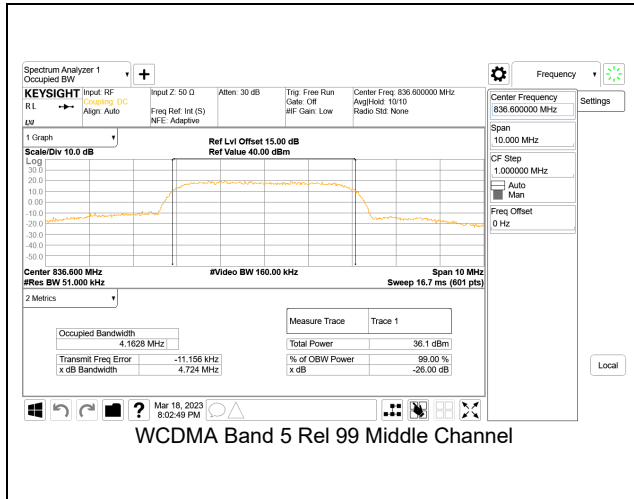 Spectrum Analyzer 1
Occupied BW
Frequency
KEYSIGHT
RL
LXI
Input: RF
Coupling: DC
Align: Auto
Input Z: 50 Ω
Freq Ref: Int (S)
NFE: Adaptive
Atten: 30 dB
Trig: Free Run
Gate: Off
#IF Gain: Low
Center Freq: 836.600000 MHz
Avg|Hold: 10/10
Radio Std: None
Center Frequency
836.600000 MHz
Settings
Span
10.000 MHz
CF Step
1.000000 MHz
Auto
Man
Freq Offset
0 Hz
Local
1 Graph
Scale/Div 10.0 dB
Ref Lvl Offset 15.00 dB
Ref Value 40.00 dBm
Log
30.0
20.0
10.0
0.00
-10.0
-20.0
-30.0
-40.0
-50.0
Center 836.600 MHz
#Video BW 160.00 kHz
Span 10 MHz
#Res BW 51.000 kHz
Sweep 16.7 ms (601 pts)
2 Metrics
Occupied Bandwidth
4.1628 MHz
Transmit Freq Error -11.156 kHz
x dB Bandwidth 4.724 MHz
Measure Trace Trace 1
Total Power 36.1 dBm
% of OBW Power 99.00 %
x dB -26.00 dB
?
Mar 18, 2023
8:02:49 PM
WCDMA Band 5 Rel 99 Middle Channel